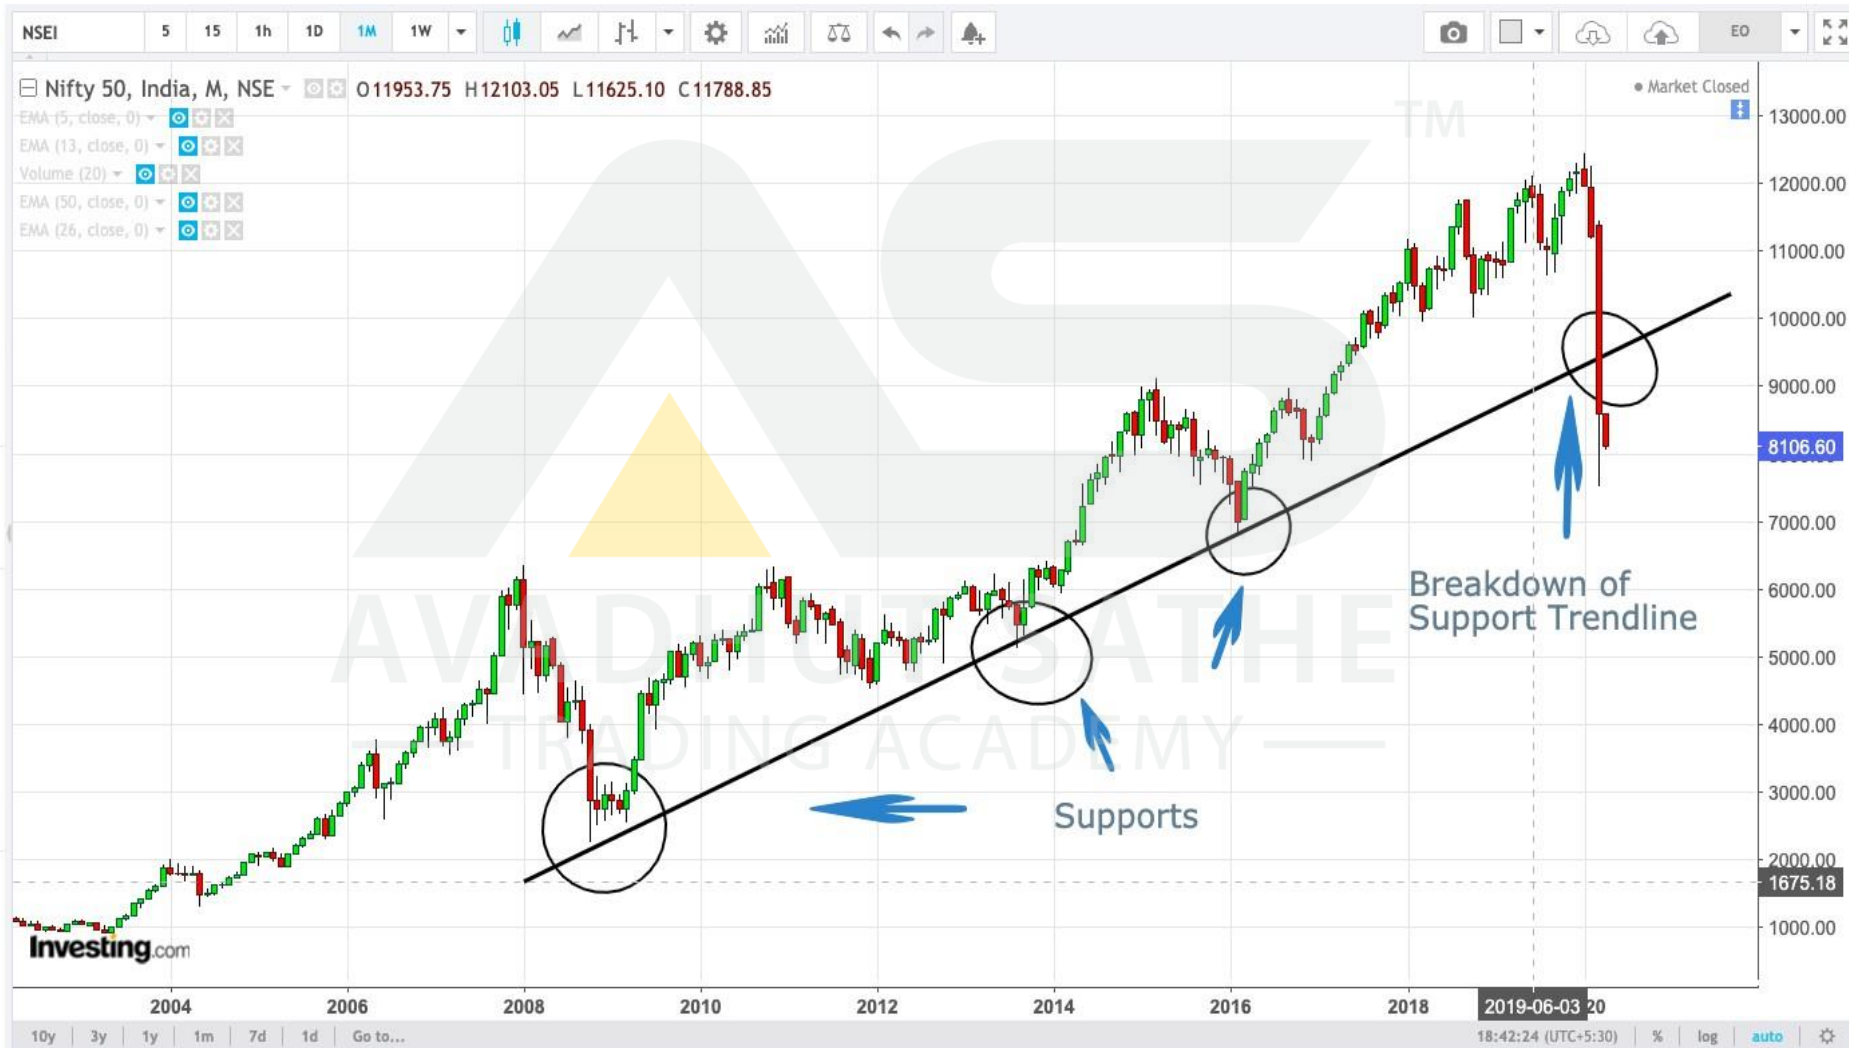 NSEI 5 15 1h 1D 1M 1W EO
Nifty 50, India, M, NSE O11953.75 H12103.05 L11625.10 C11788.85
Market Closed
EMA (5, close, 0)
EMA (13, close, 0)
Volume (20)
EMA (50, close, 0)
EMA (26, close, 0)
TM
13000.00
12000.00
11000.00
10000.00
9000.00
8106.60
7000.00
6000.00
5000.00
4000.00
3000.00
2000.00
1675.18
1000.00
Breakdown of
Support Trendline
AVADHUT SATHE
TRADING ACADEMY
Supports
Investing.com
2004 2006 2008 2010 2012 2014 2016 2018 2019-06-03 20
10y 3y 1y 1m 7d 1d Go to... 18:42:24 (UTC+5:30) % log auto